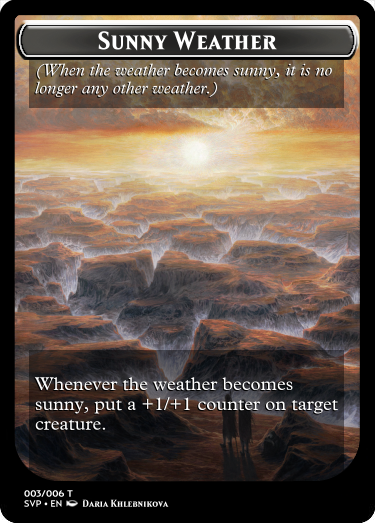 Sunny Weather
(When the weather becomes sunny, it is no
longer any other weather.)
Whenever the weather becomes
sunny, put a +1/+1 counter on target
creature.
003/006 T
SVP • EN Daria Khlebnikova